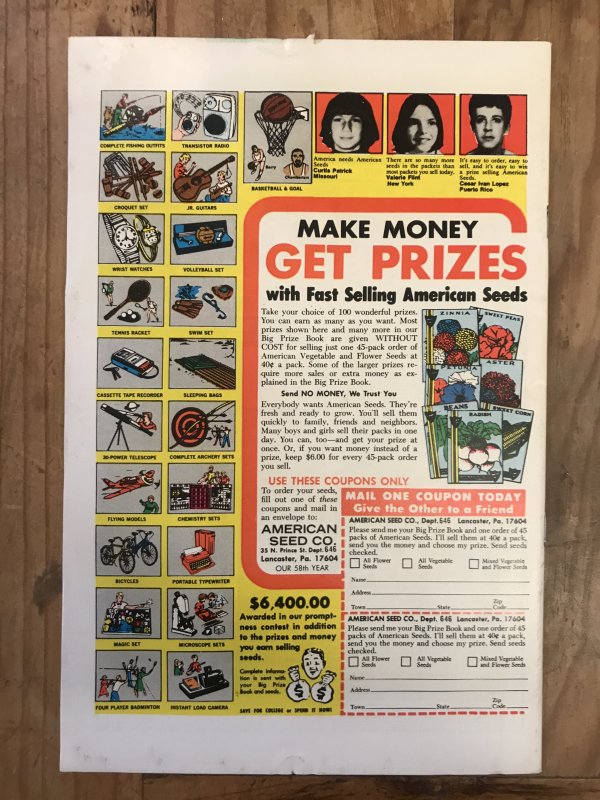 COMPLETE FISHING OUTFITS
TRANSISTOR RADIO
CROQUET SET
JR. GUITARS
WRIST WATCHES
VOLLEYBALL SET
TENNIS RACKET
SWIM SET
CASSETTE TAPE RECORDER
SLEEPING BAGS
30-POWER TELESCOPE
COMPLETE ARCHERY SETS
FLYING MODELS
CHEMISTRY SETS
BICYCLES
PORTABLE TYPEWRITER
MAGIC SET
MICROSCOPE SETS
FOUR PLAYER BADMINTON
INSTANT LOAD CAMERA
Barry
Chamberlain
BASKETBALL & GOAL
America needs American
Seeds
Curtis Patrick
Missouri
There are so many more
seeds in the packets than
most packets you sell today.
Valerie Flint
New York
It's easy to order, easy to
sell, and it's easy to win
a prize selling American
Seeds.
Cesar Ivan Lopez
Puerto Rico
MAKE MONEY
GET PRIZES
with Fast Selling American Seeds
Take your choice of 100 wonderful prizes.
You can earn as many as you want. Most
prizes shown here and many more in our
Big Prize Book are given WITHOUT
COST for selling just one 45-pack order of
American Vegetable and Flower Seeds at
40¢ a pack. Some of the larger prizes re-
quire more sales or extra money as ex-
plained in the Big Prize Book.
Send NO MONEY, We Trust You
Everybody wants American Seeds. They're
fresh and ready to grow. You'll sell them
quickly to family, friends and neighbors.
Many boys and girls sell their packs in one
day. You can, too—and get your prize at
once. Or, if you want money instead of a
prize, keep $6.00 for every 45-pack order
you sell.
ZINNIA
SWEET PEAS
PETUNIA
ASTER
BEANS
RADISH
SWEET CORN
USE THESE COUPONS ONLY
To order your seeds,
fill out one of these
coupons and mail in
an envelope to:
AMERICAN
SEED CO.
35 N. Prince St. Dept. 646
Lancaster, Pa. 17604
OUR 58th YEAR
$6,400.00
Awarded in our prompt-
ness contest in addition
to the prizes and money
you earn selling
seeds.
Complete informa-
tion is sent with
your Big Prize
Book and seeds.
SAVE FOR COLLEGE or SPEND IT NOW!
MAIL ONE COUPON TODAY
Give the Other to a Friend
AMERICAN SEED CO., Dept. 646 Lancaster, Pa. 17604
Please send me your Big Prize Book and one order of 45
packs of American Seeds. I'll sell them at 40¢ a pack,
send you the money and choose my prize. Send seeds
checked.
All Flower Seeds
All Vegetable Seeds
Mixed Vegetable and Flower Seeds
Name
Address
Town State Zip Code
AMERICAN SEED CO., Dept. 646 Lancaster, Pa. 17604
Please send me your Big Prize Book and one order of 45
packs of American Seeds. I'll sell them at 40¢ a pack,
send you the money and choose my prize. Send seeds
checked.
All Flower Seeds
All Vegetable Seeds
Mixed Vegetable and Flower Seeds
Name
Address
Town State Zip Code